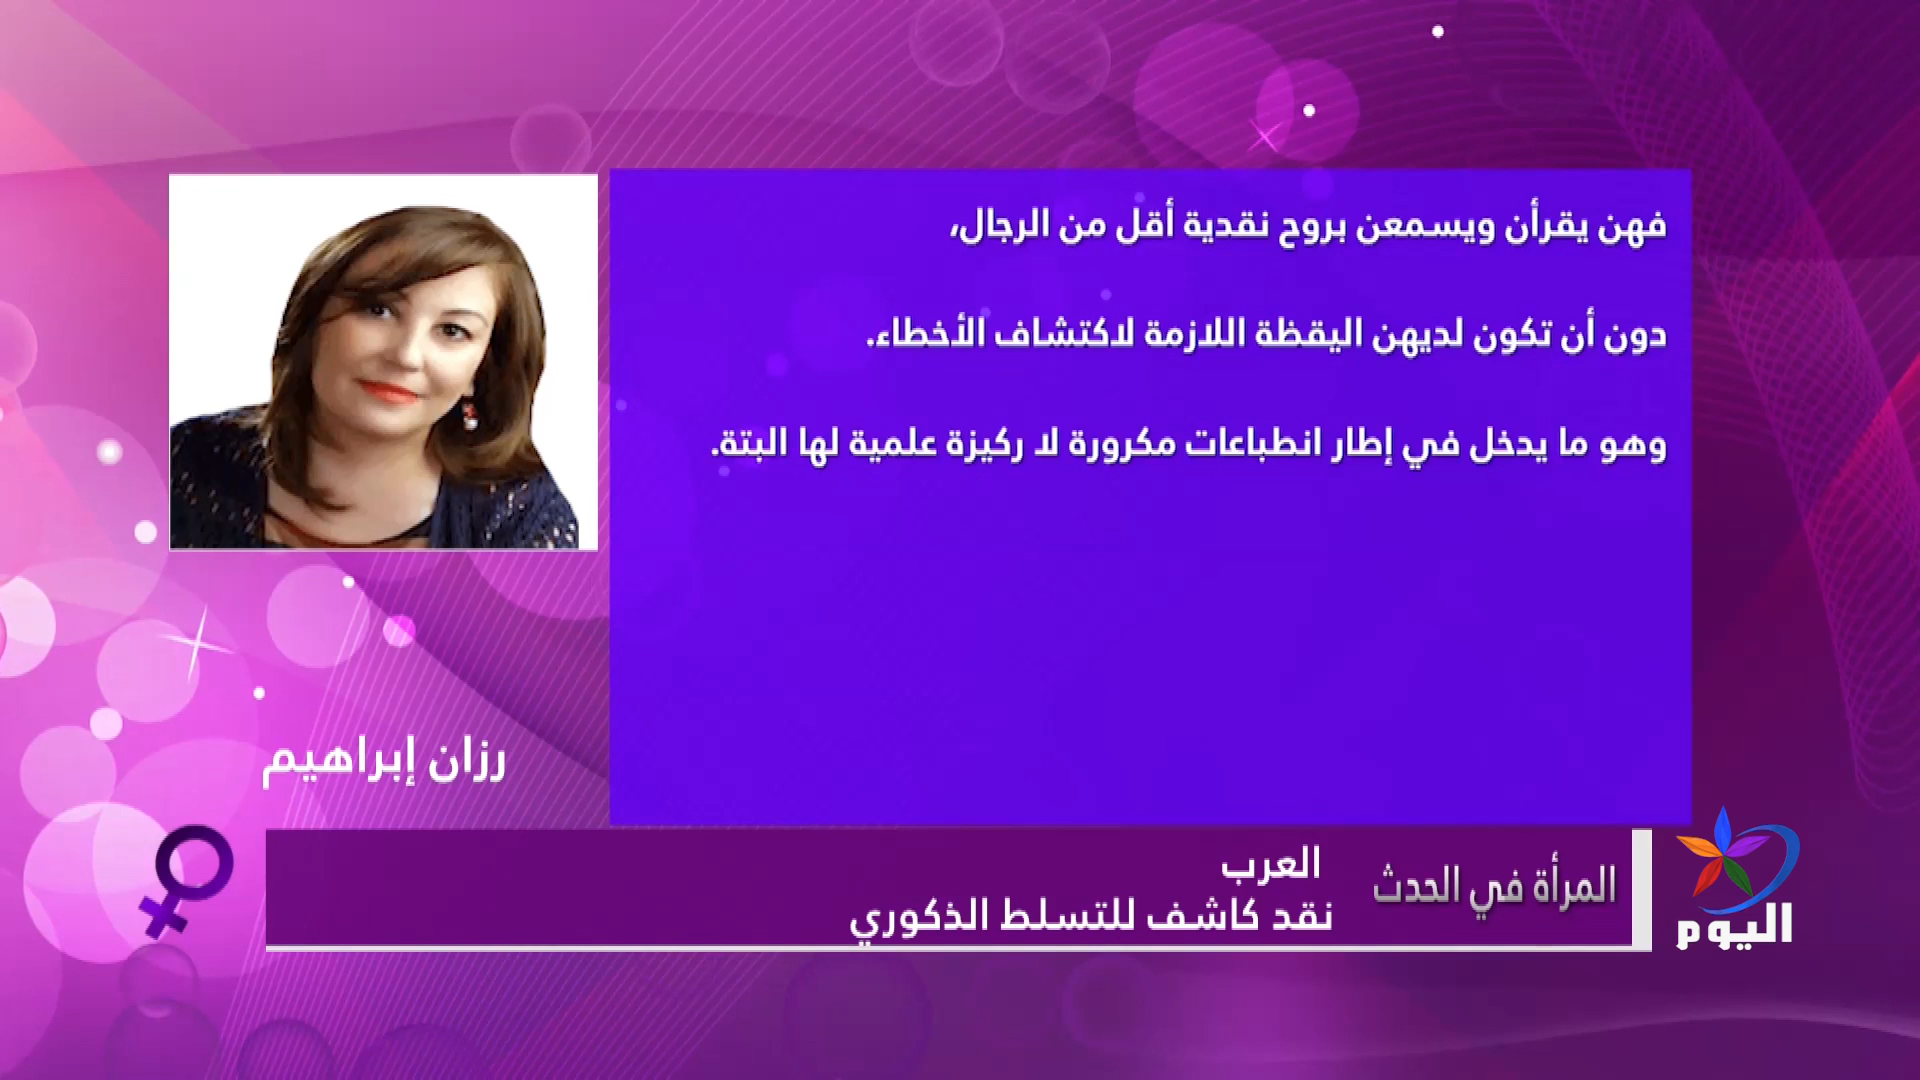 فهن يقرأن ويسمعن بروح نقدية أقل من الرجال،
دون أن تكون لديهن اليقظة اللازمة لاكتشاف الأخطاء.
وهو ما يدخل في إطار انطباعات مكرورة لا ركيزة علمية لها البتة.
رزان إبراهيم
المرأة في الحدث
العرب
نقد كاشف للتسلط الذكوري
اليوم